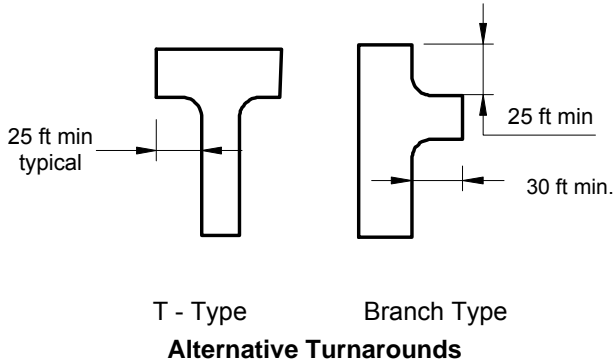 25 ft min
typical
25 ft min
30 ft min.
T - Type
Branch Type
Alternative Turnarounds